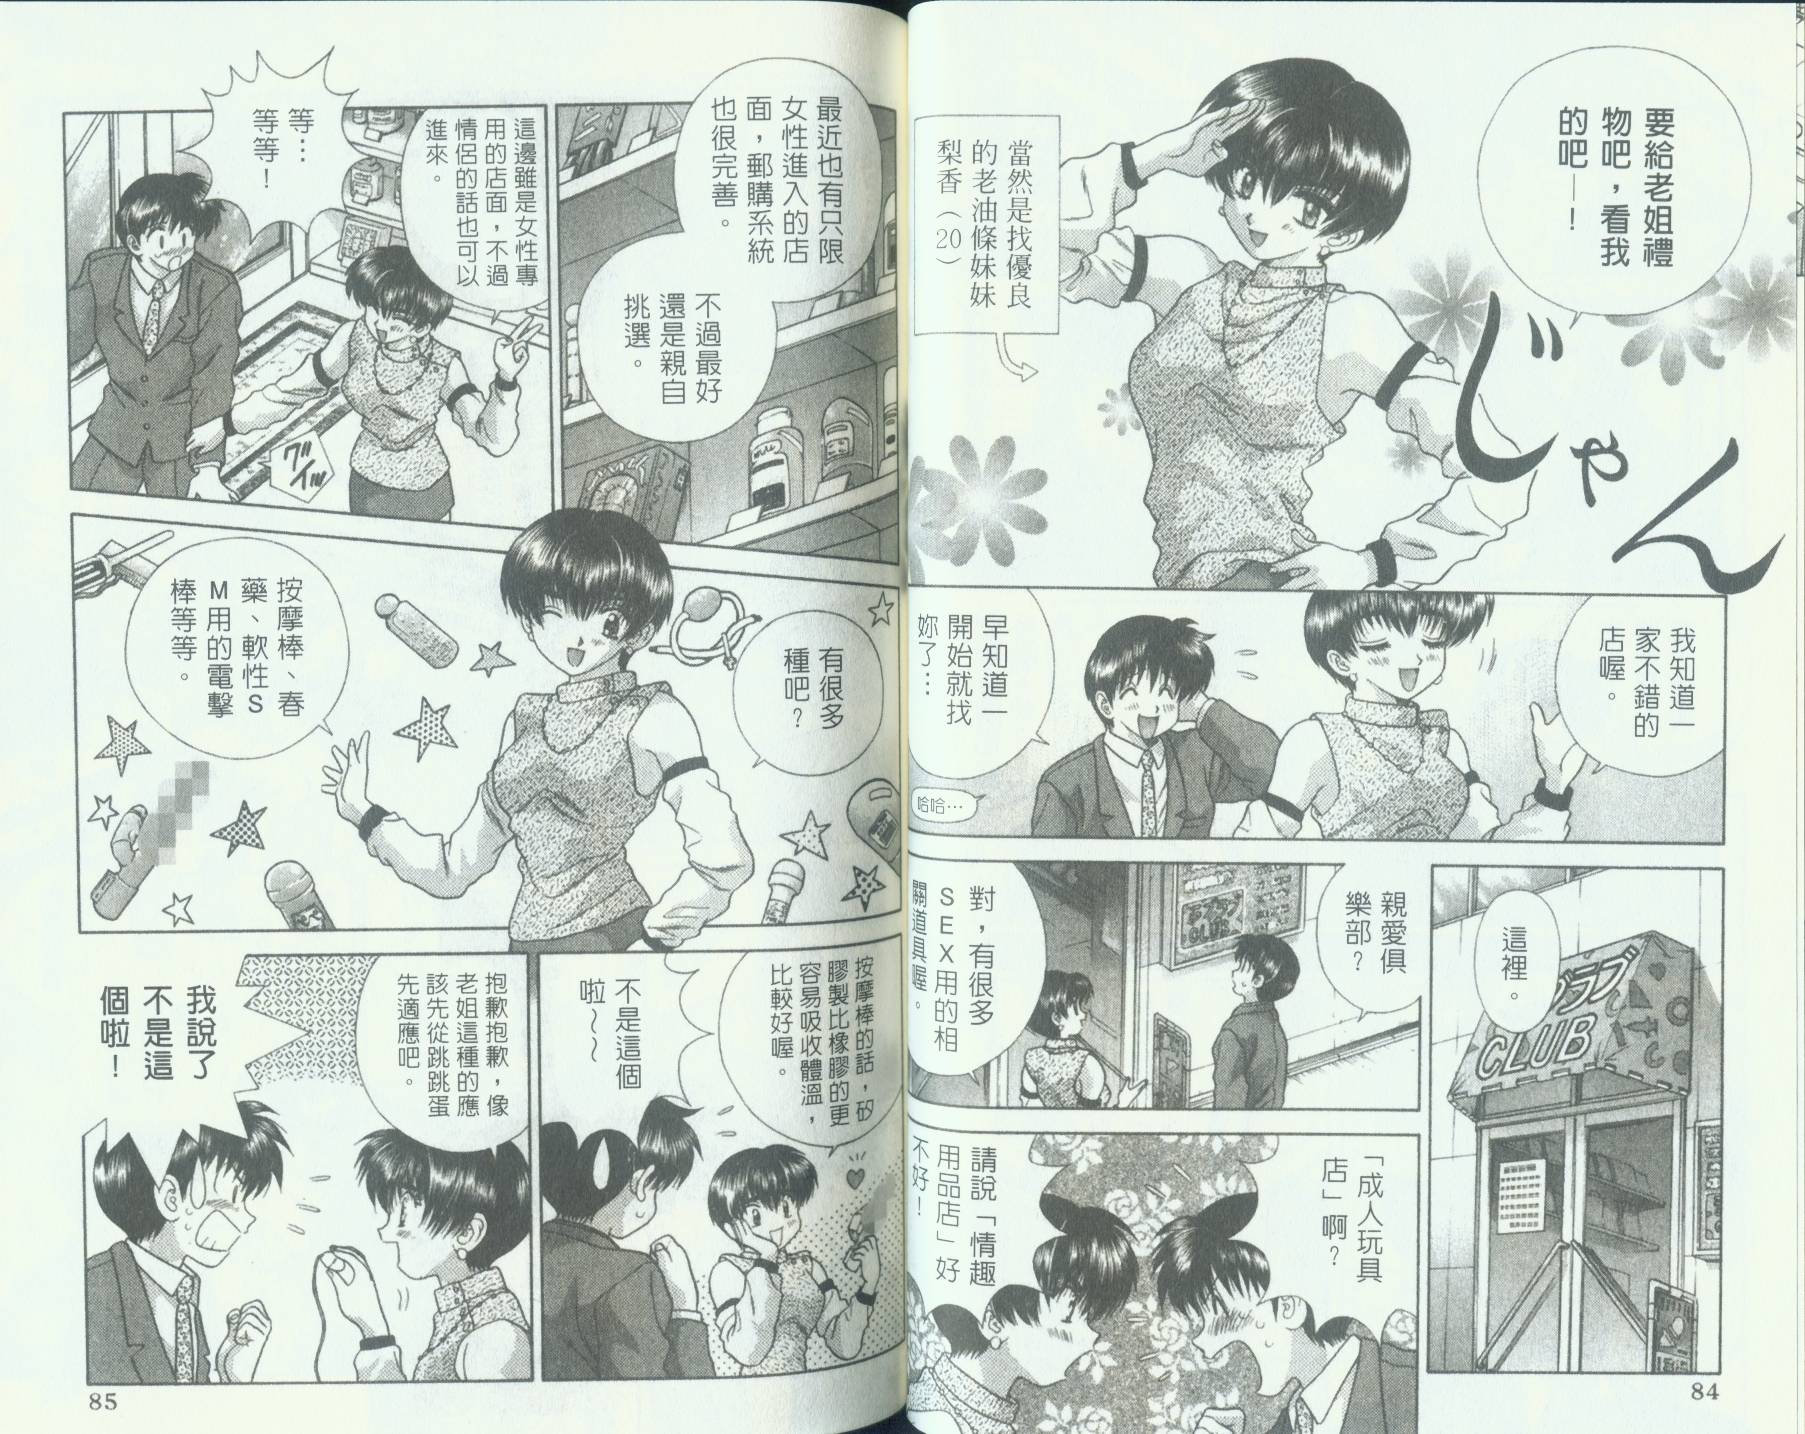 要給老姐禮
物吧，看我
的吧—！
當然是找優良
的老油條妹妹
梨香（20）
じゃん
我知道一
家不錯的
店喔。
早知道一
開始就找
妳了…
哈哈…
這裡。
CLUB
親愛俱
樂部？
らぶラブ
CLUB
對，有很多
SEX用的相
關道具喔。
「成人玩具
店」啊？
請說「情趣
用品店」好
不好！
84
最近也有只限
女性進入的店
面，郵購系統
也很完善。
不過最好
還是親自
挑選。
這邊雖是女性專
用的店面，不過
情侶的話也可以
進來。
等…
等等！
グイッ
有很多
種吧？
按摩棒、春
藥、軟性S
M用的電擊
棒等等。
按摩棒的話，矽
膠製比橡膠的更
容易吸收體溫，
比較好喔。
不是這個
啦～～
抱歉抱歉，像
老姐這種的應
該先從跳跳蛋
先適應吧。
我說了
不是這
個啦！
85